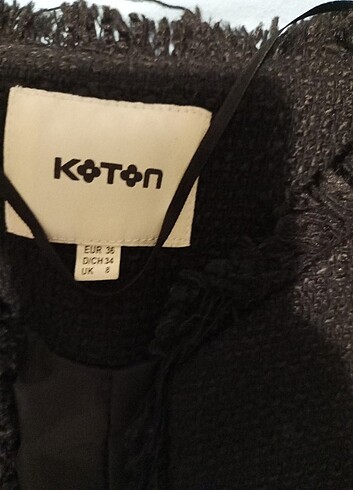 KOTON
EUR 36
D/CH 34
UK 8